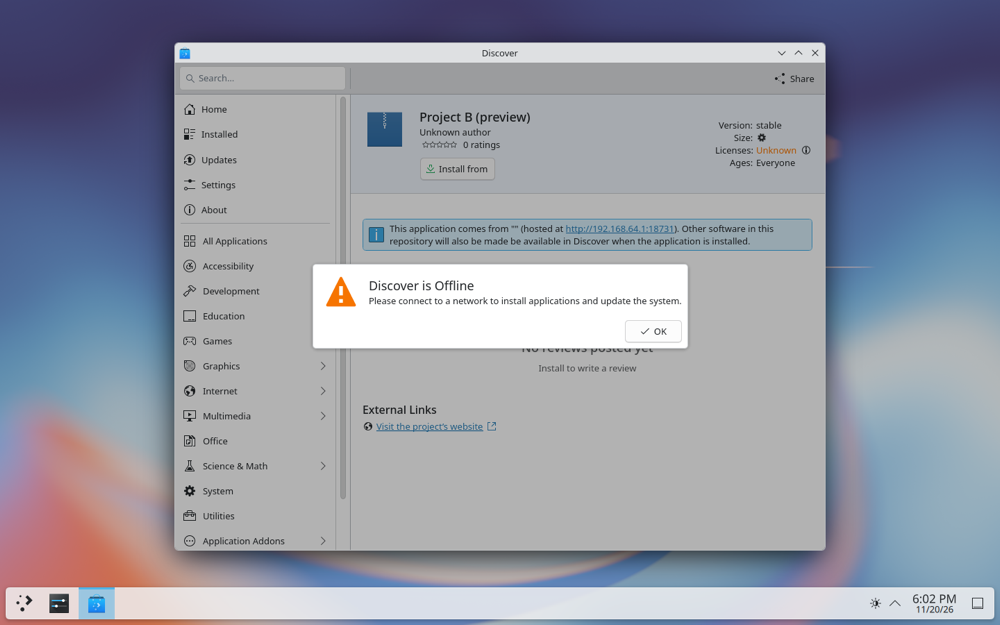 Discover
Search...
Share
Home
Installed
Updates
Settings
About
All Applications
Accessibility
Development
Education
Games
Graphics
Internet
Multimedia
Office
Science & Math
System
Utilities
Application Addons
Project B (preview)
Unknown author
0 ratings
Install from
Version: stable
Size:
Licenses: Unknown
Ages: Everyone
This application comes from "" (hosted at http://192.168.64.1:18731). Other software in this
repository will also be made be available in Discover when the application is installed.
Discover is Offline
Please connect to a network to install applications and update the system.
OK
No reviews posted yet
Install to write a review
External Links
Visit the project's website
6:02 PM
11/20/26